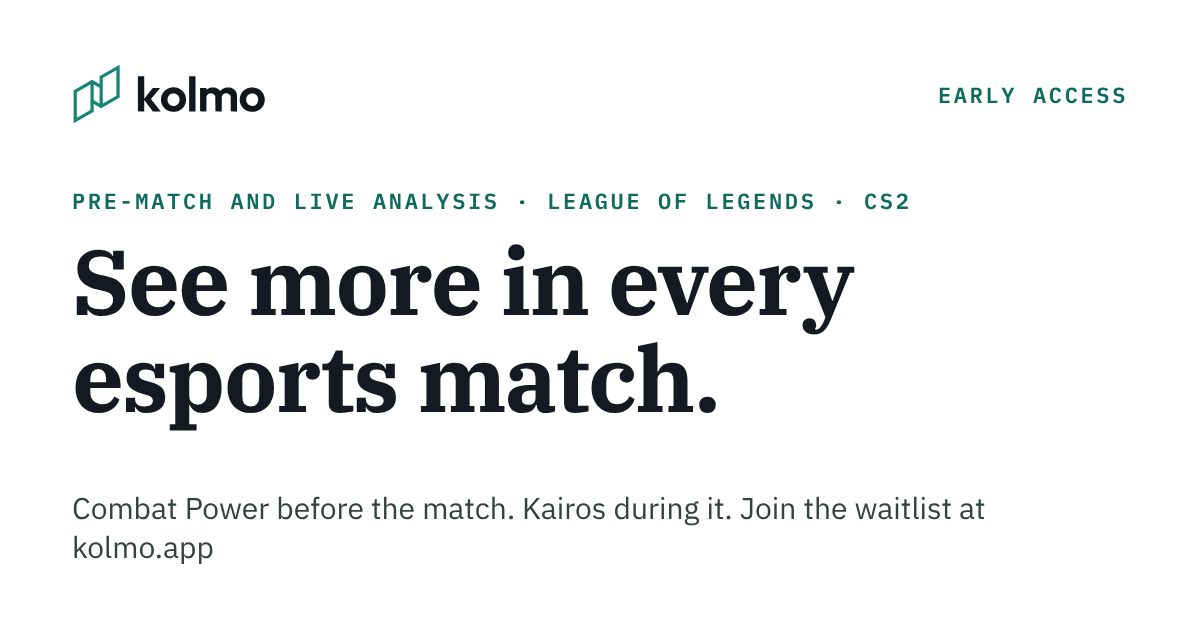 kolmo
EARLY ACCESS
PRE-MATCH AND LIVE ANALYSIS · LEAGUE OF LEGENDS · CS2
See more in every
esports match.
Combat Power before the match. Kairos during it. Join the waitlist at
kolmo.app